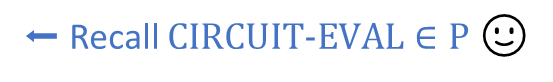 ← Recall CIRCUIT-EVAL ∈ P ☺